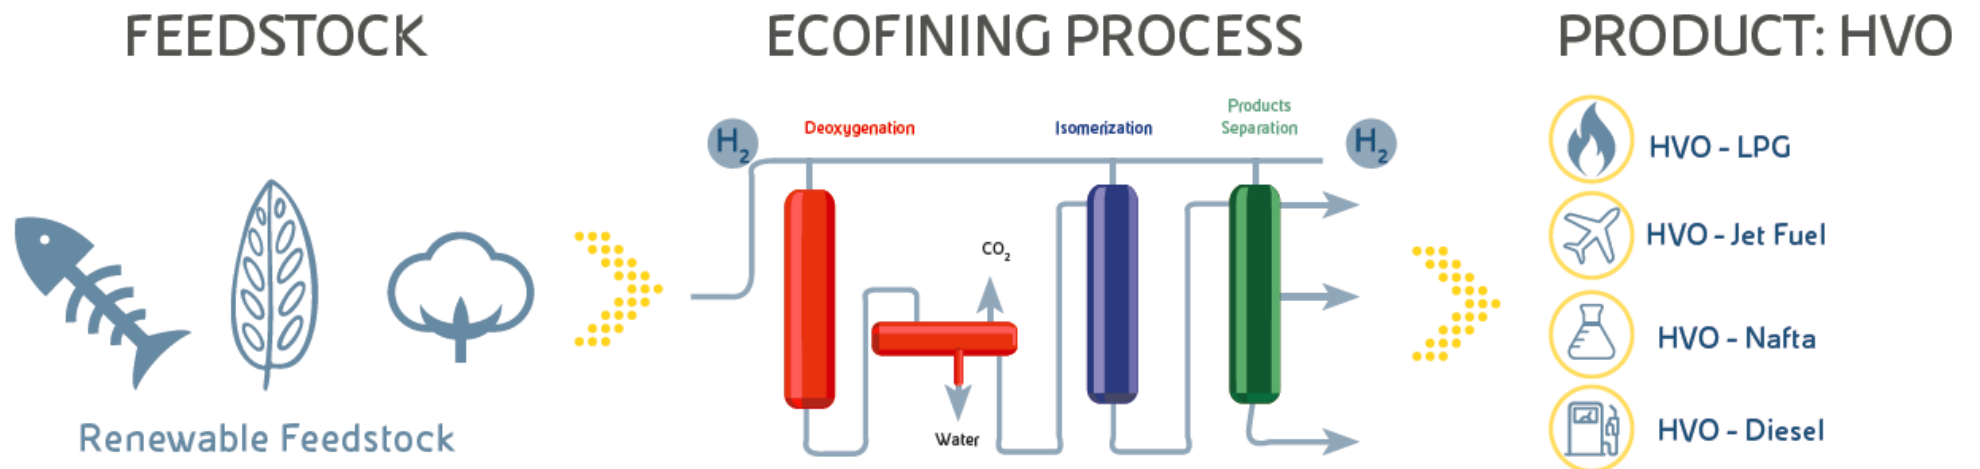 FEEDSTOCK
ECOFINING PROCESS
PRODUCT: HVO
Renewable Feedstock
H₂
Deoxygenation
Isomerization
Products
Separation
H₂
CO₂
Water
HVO - LPG
HVO - Jet Fuel
HVO - Nafta
HVO - Diesel